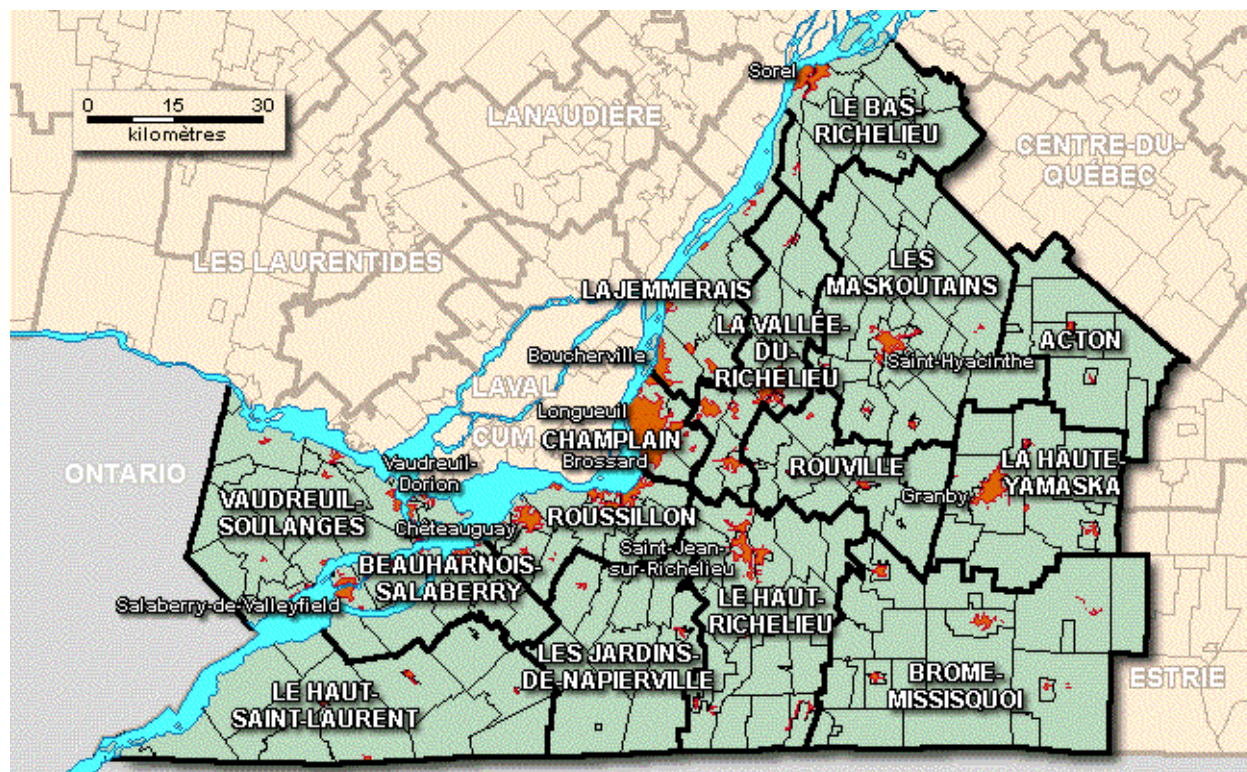 Sorel
0 15 30
kilomètres
LANAUDIÈRE
LE BAS-
RICHELIEU
CENTRE-DU-
QUÉBEC
LES LAURENTIDES
LES
MASKOUTAINS
LAJEMMERAIS
LA VALLÉE-
DU-
RICHELIEU
ACTON
Boucherville
Saint-Hyacinthe
LAVAL
Longueuil
CUM
CHAMPLAIN
Brossard
ONTARIO
Vaudreuil-
Dorion
ROUVILLE
LA HAUTE-
YAMASKA
Granby
VAUDREUIL-
SOULANGES
Châteauguay
ROUSSILLON
Saint-Jean-
sur-Richelieu
BEAUHARNOIS-
SALABERRY
Salaberry-de-Valleyfield
LE HAUT-
RICHELIEU
LES JARDINS-
DE-NAPIERVILLE
BROME-
MISSISQUOI
ESTRIE
LE HAUT-
SAINT-LAURENT